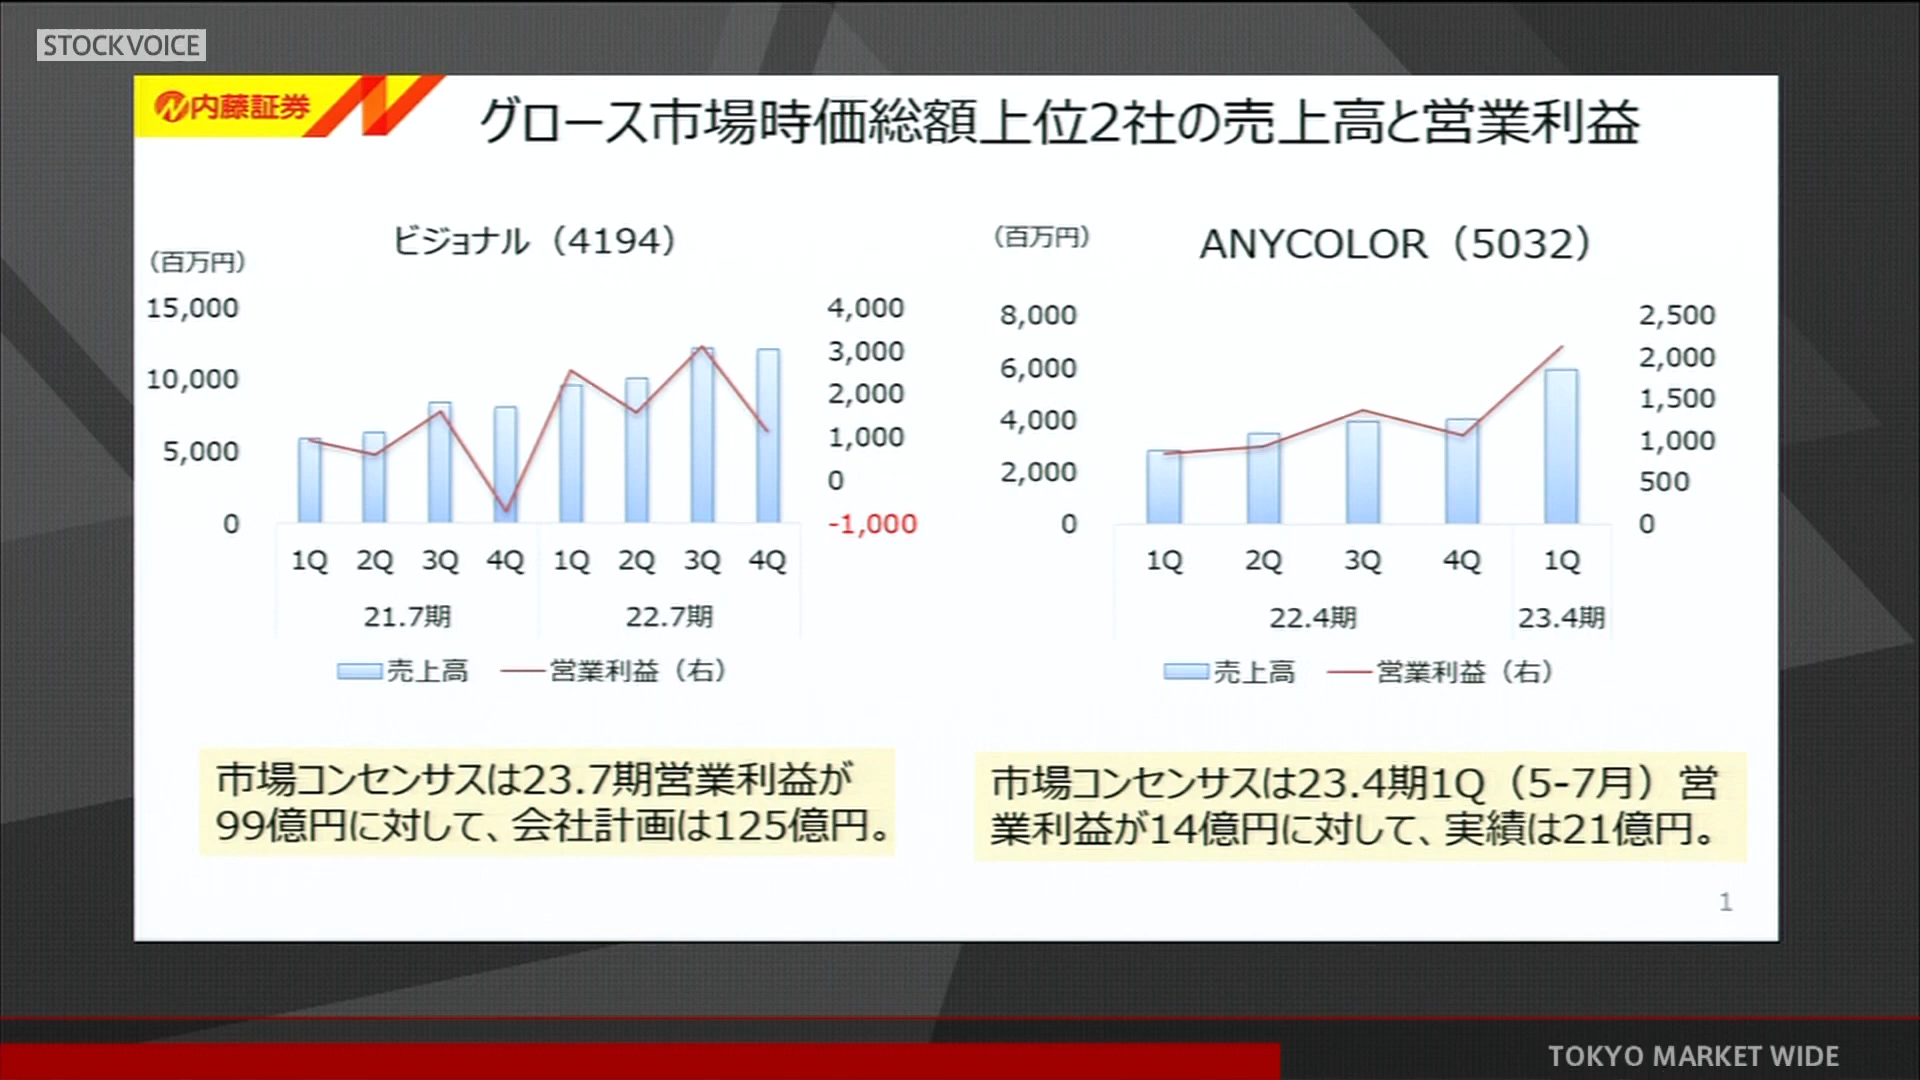 STOCKVOICE
内藤証券
グロース市場時価総額上位2社の売上高と営業利益
ビジョナル（4194）
（百万円）
15,000
10,000
5,000
0
4,000
3,000
2,000
1,000
0
-1,000
1Q 2Q 3Q 4Q 1Q 2Q 3Q 4Q
21.7期 22.7期
売上高 営業利益（右）
市場コンセンサスは23.7期営業利益が
99億円に対して、会社計画は125億円。
ANYCOLOR（5032）
（百万円）
8,000
6,000
4,000
2,000
0
2,500
2,000
1,500
1,000
500
0
1Q 2Q 3Q 4Q 1Q
22.4期 23.4期
売上高 営業利益（右）
市場コンセンサスは23.4期1Q（5-7月）営
業利益が14億円に対して、実績は21億円。
1
TOKYO MARKET WIDE